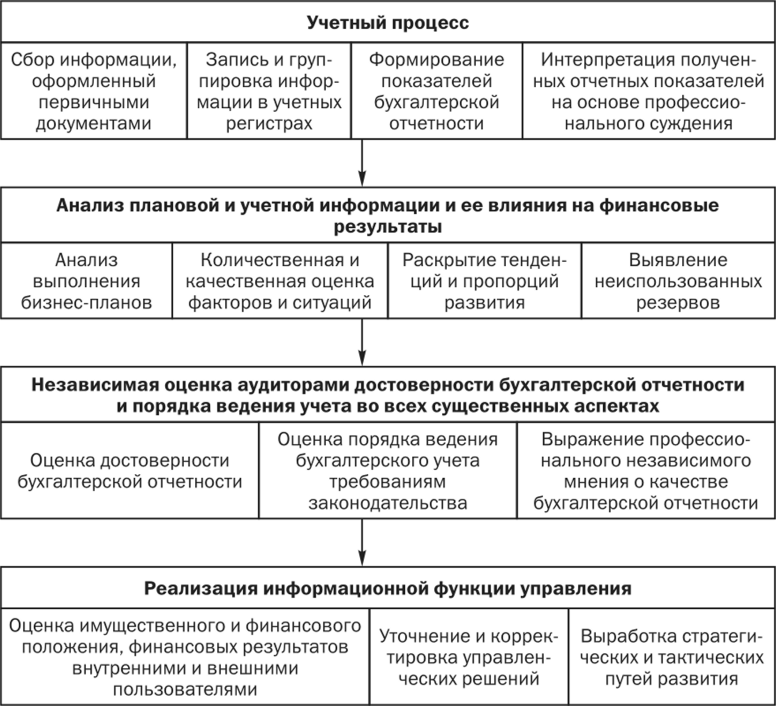 Учетный процесс
Сбор информации,
оформленный
первичными
документами
Запись и груп-
пировка инфор-
мации в учетных
регистрах
Формирование
показателей
бухгалтерской
отчетности
Интерпретация получен-
ных отчетных показателей
на основе профессио-
нального суждения
Анализ плановой и учетной информации и ее влияния на финансовые
результаты
Анализ
выполнения
бизнес-планов
Количественная и
качественная оценка
факторов и ситуаций
Раскрытие тенден-
ций и пропорций
развития
Выявление
неиспользованных
резервов
Независимая оценка аудиторами достоверности бухгалтерской отчетности
и порядка ведения учета во всех существенных аспектах
Оценка достоверности
бухгалтерской отчетности
Оценка порядка ведения
бухгалтерского учета
требованиям
законодательства
Выражение профессио-
нального независимого
мнения о качестве
бухгалтерской отчетности
Реализация информационной функции управления
Оценка имущественного и финансового
положения, финансовых результатов
внутренними и внешними
пользователями
Уточнение и коррек-
тировка управлен-
ческих решений
Выработка стратеги-
ческих и тактических
путей развития